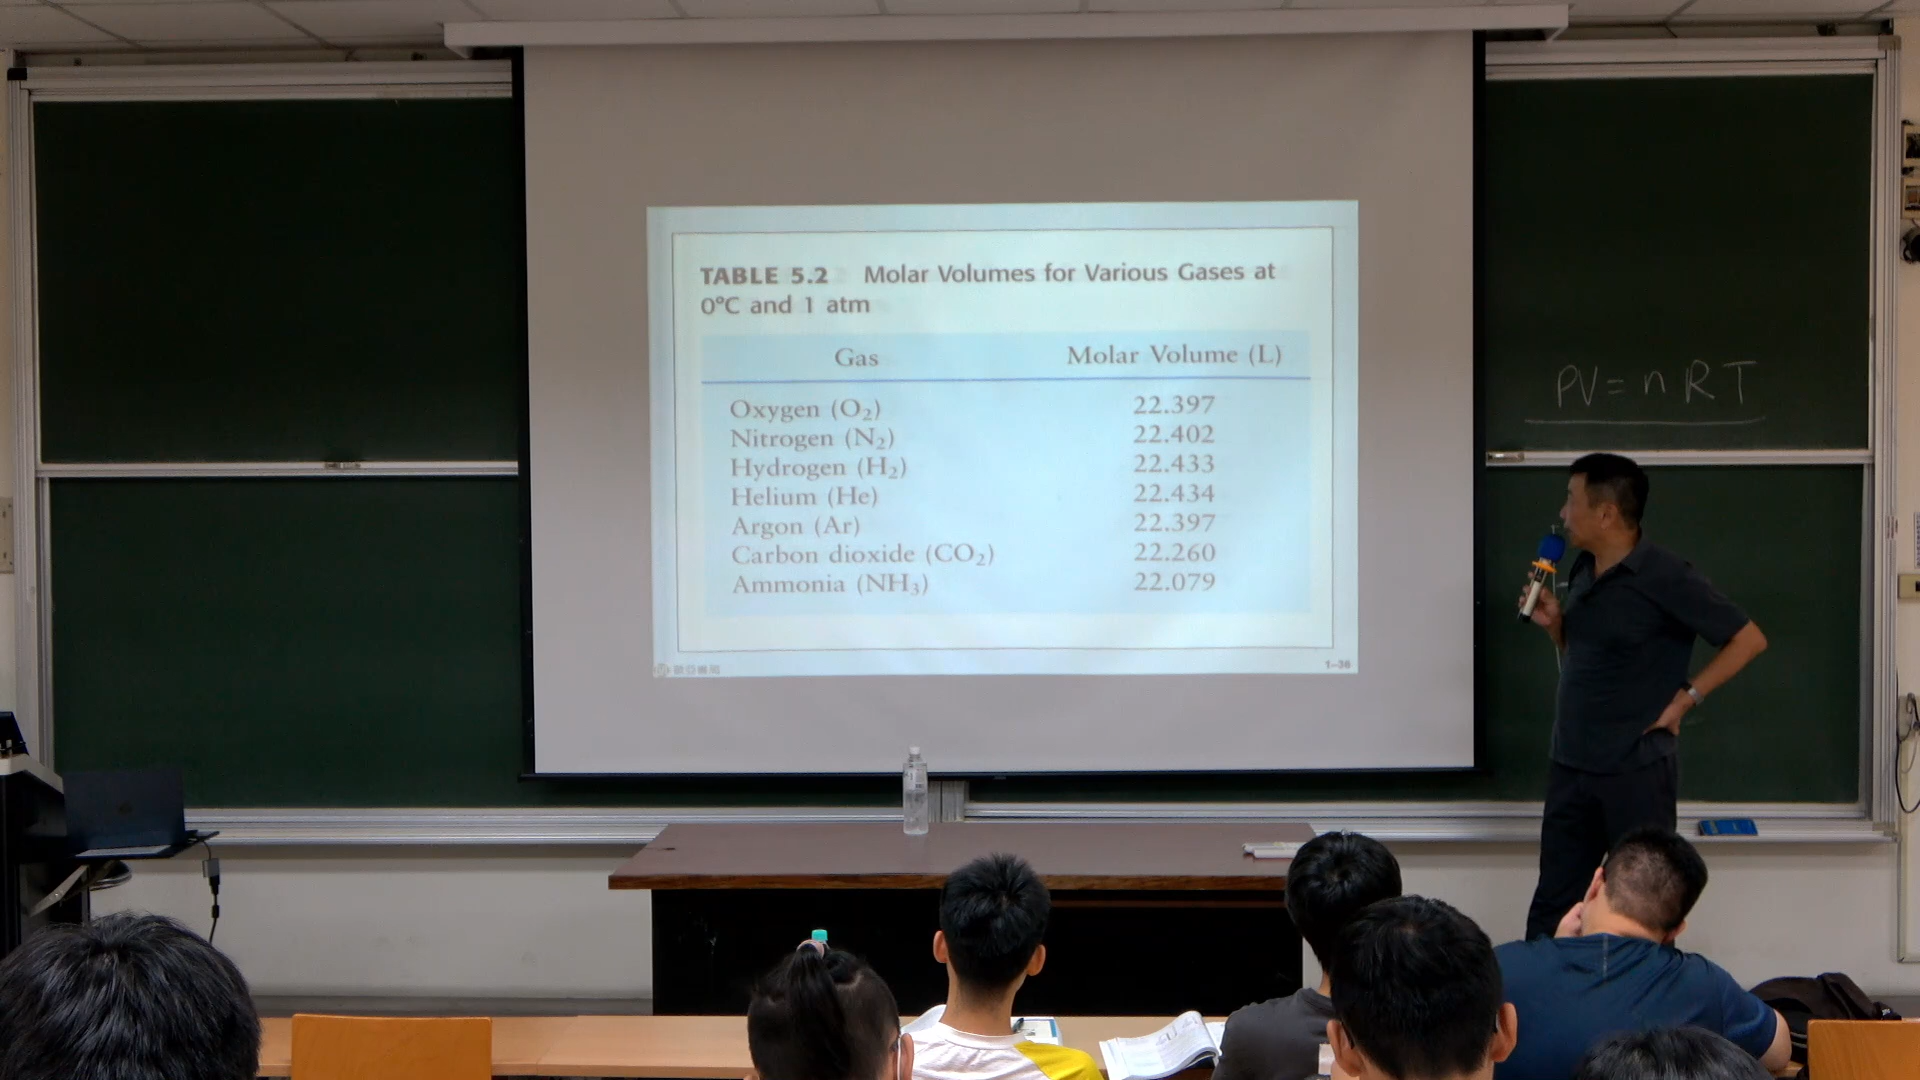 TABLE 5.2 Molar Volumes for Various Gases at
0°C and 1 atm
Gas Molar Volume (L)
Oxygen (O₂) 22.397
Nitrogen (N₂) 22.402
Hydrogen (H₂) 22.433
Helium (He) 22.434
Argon (Ar) 22.397
Carbon dioxide (CO₂) 22.260
Ammonia (NH₃) 22.079
1–36
PV = nRT